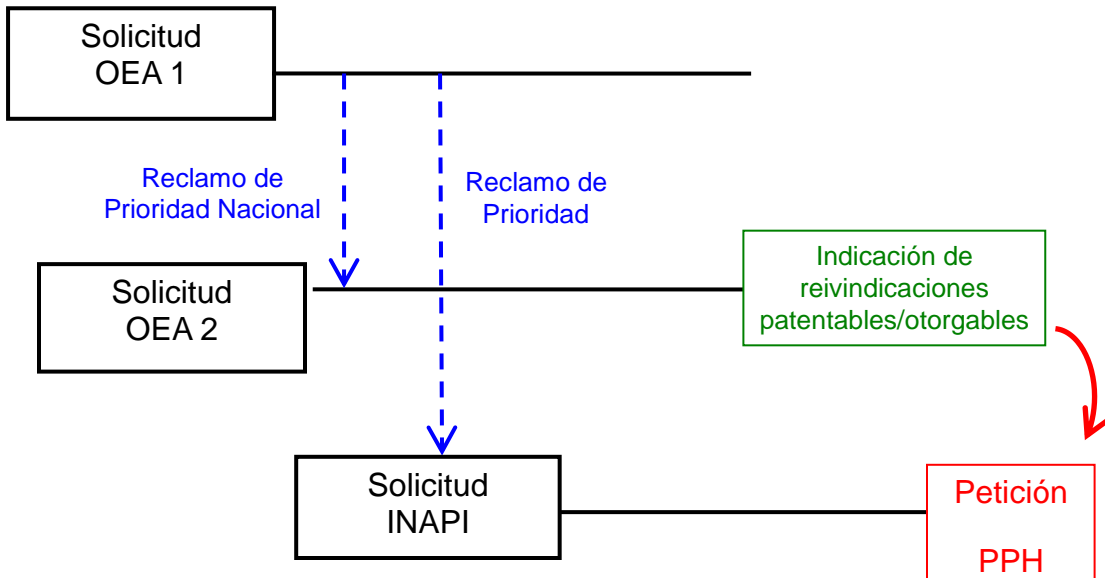 Solicitud
OEA 1
Reclamo de
Prioridad Nacional
Reclamo de
Prioridad
Solicitud
OEA 2
Indicación de
reivindicaciones
patentables/otorgables
Solicitud
INAPI
Petición
PPH